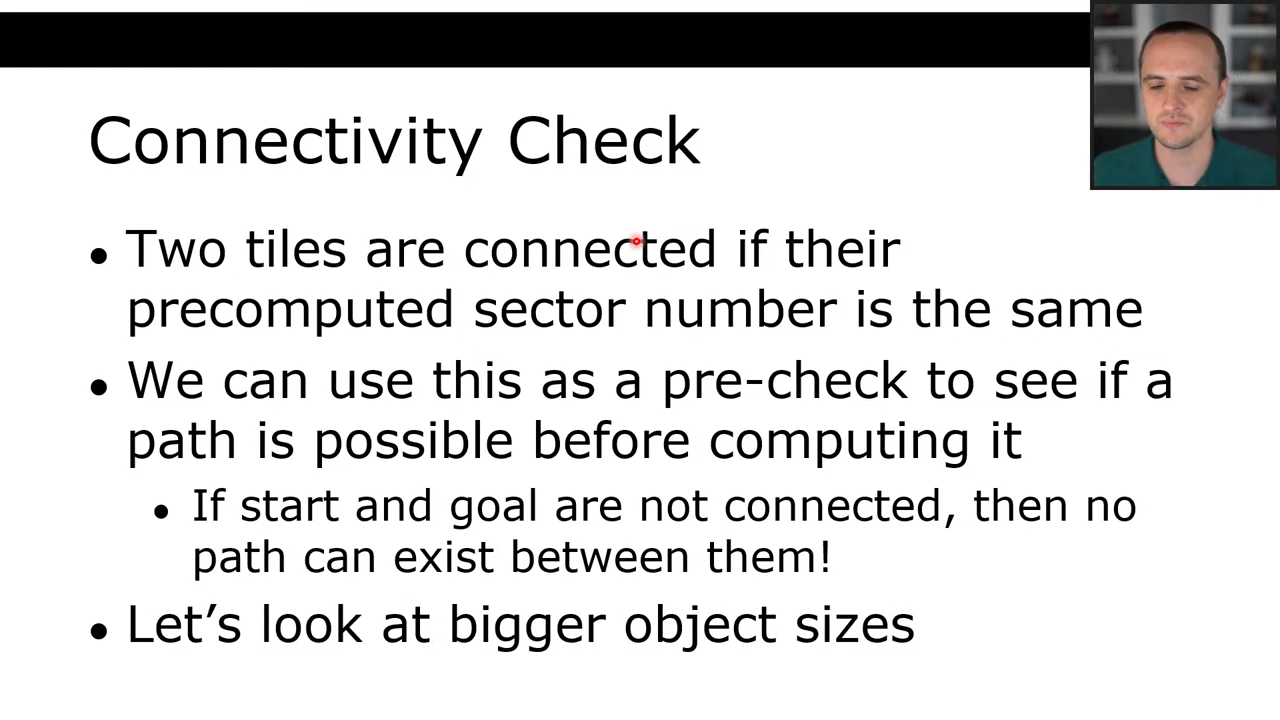 Connectivity Check
● Two tiles are connected if their
precomputed sector number is the same
● We can use this as a pre-check to see if a
path is possible before computing it
● If start and goal are not connected, then no
path can exist between them!
● Let’s look at bigger object sizes